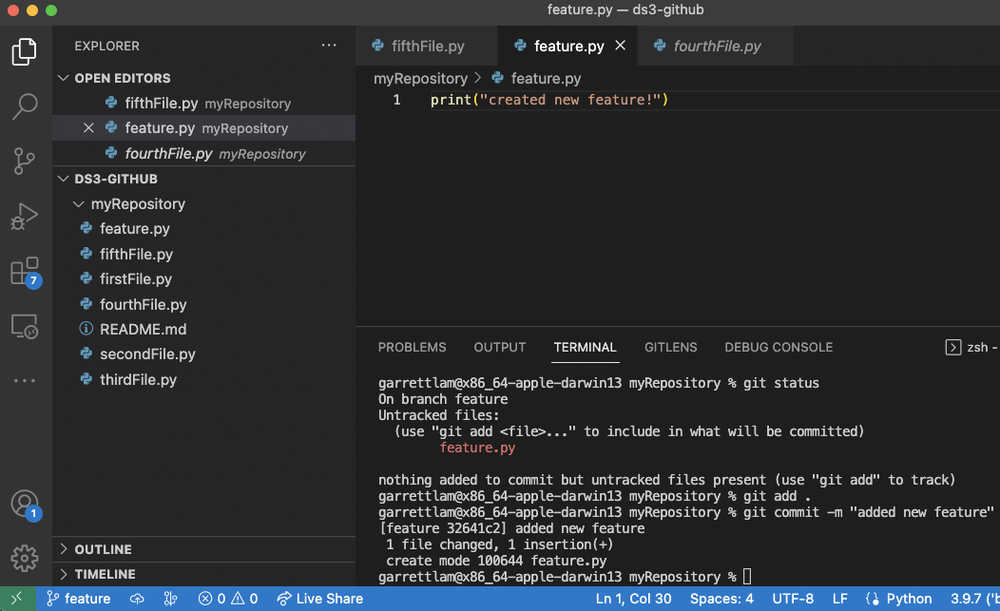 feature.py — ds3-github
EXPLORER
OPEN EDITORS
fifthFile.py myRepository
feature.py myRepository
fourthFile.py myRepository
DS3-GITHUB
myRepository
feature.py
fifthFile.py
firstFile.py
fourthFile.py
README.md
secondFile.py
thirdFile.py
OUTLINE
TIMELINE
7
1
fifthFile.py feature.py fourthFile.py
myRepository > feature.py
1 print("created new feature!")
PROBLEMS OUTPUT TERMINAL GITLENS DEBUG CONSOLE zsh -
garrettlam@x86_64-apple-darwin13 myRepository % git status
On branch feature
Untracked files:
(use "git add <file>..." to include in what will be committed)
feature.py
nothing added to commit but untracked files present (use "git add" to track)
garrettlam@x86_64-apple-darwin13 myRepository % git add .
garrettlam@x86_64-apple-darwin13 myRepository % git commit -m "added new feature"
[feature 32641c2] added new feature
1 file changed, 1 insertion(+)
create mode 100644 feature.py
garrettlam@x86_64-apple-darwin13 myRepository %
feature 0 0 Live Share Ln 1, Col 30 Spaces: 4 UTF-8 LF Python 3.9.7 ('b